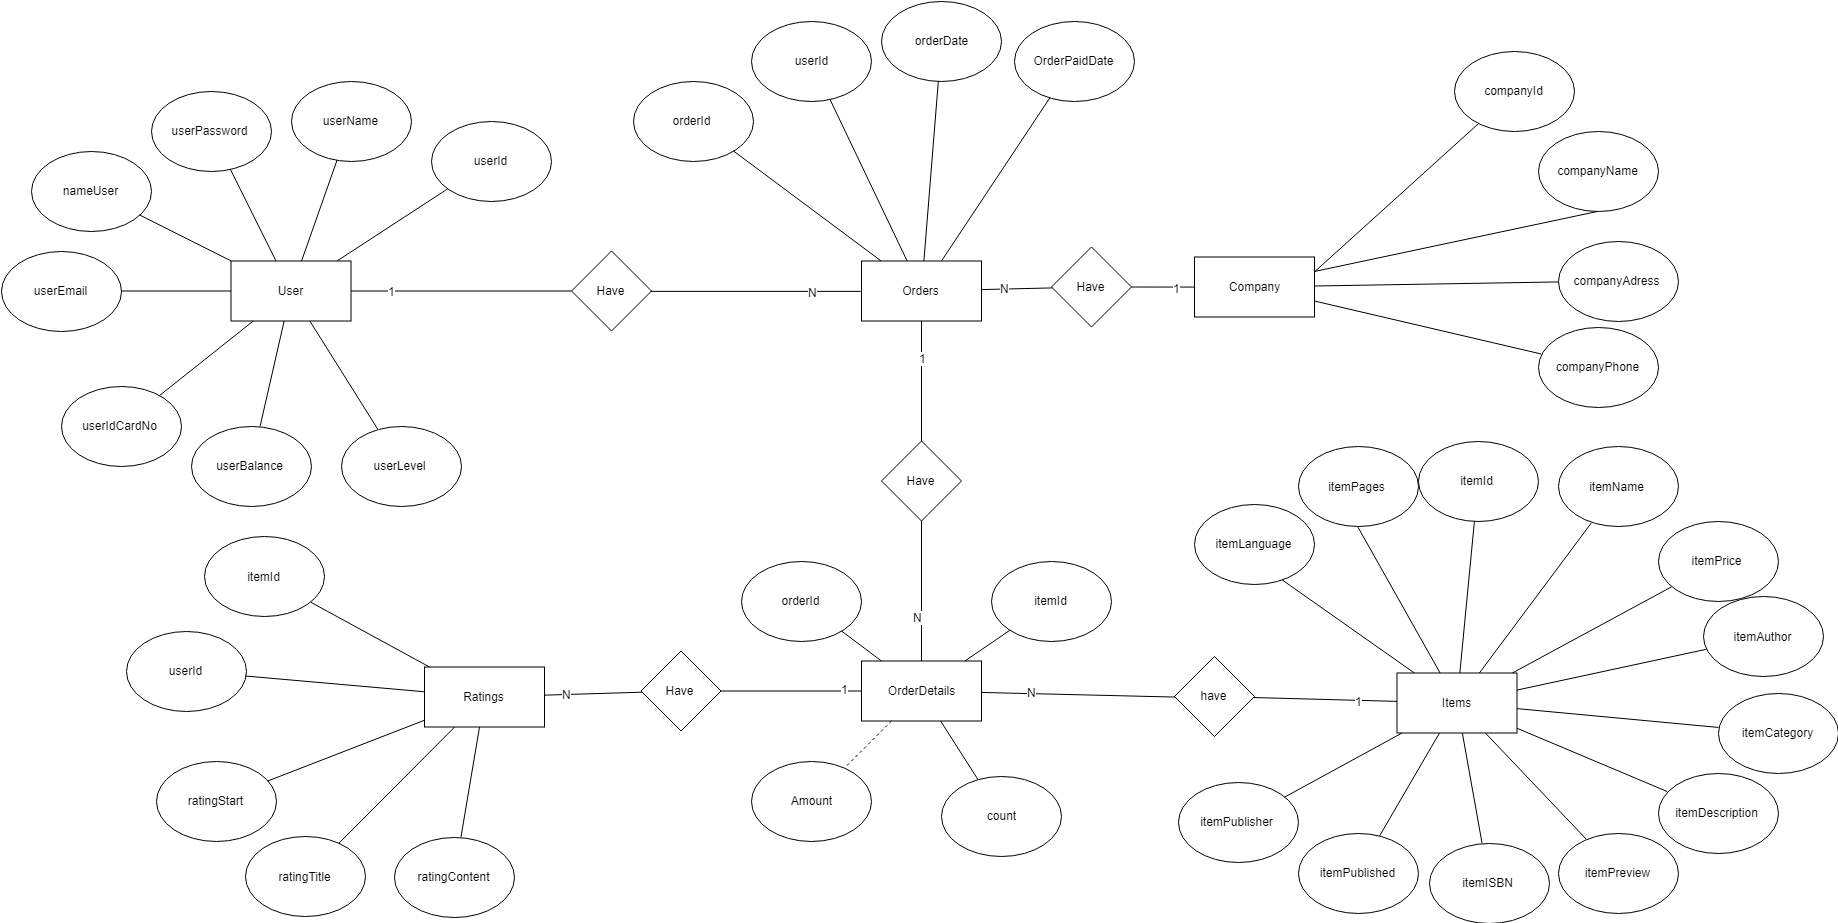 orderDate
userId
OrderPaidDate
companyId
orderId
userName
userPassword
userId
companyName
nameUser
companyAdress
userEmail
User
1
Have
N
Orders
N
Have
1
Company
1
companyPhone
userIdCardNo
userBalance
userLevel
Have
itemPages
itemId
itemName
itemLanguage
itemPrice
itemId
orderId
itemId
N
itemAuthor
userId
Ratings
N
Have
1
OrderDetails
N
have
1
Items
itemCategory
ratingStart
Amount
count
itemPublisher
itemDescription
ratingTitle
ratingContent
itemPublished
itemISBN
itemPreview